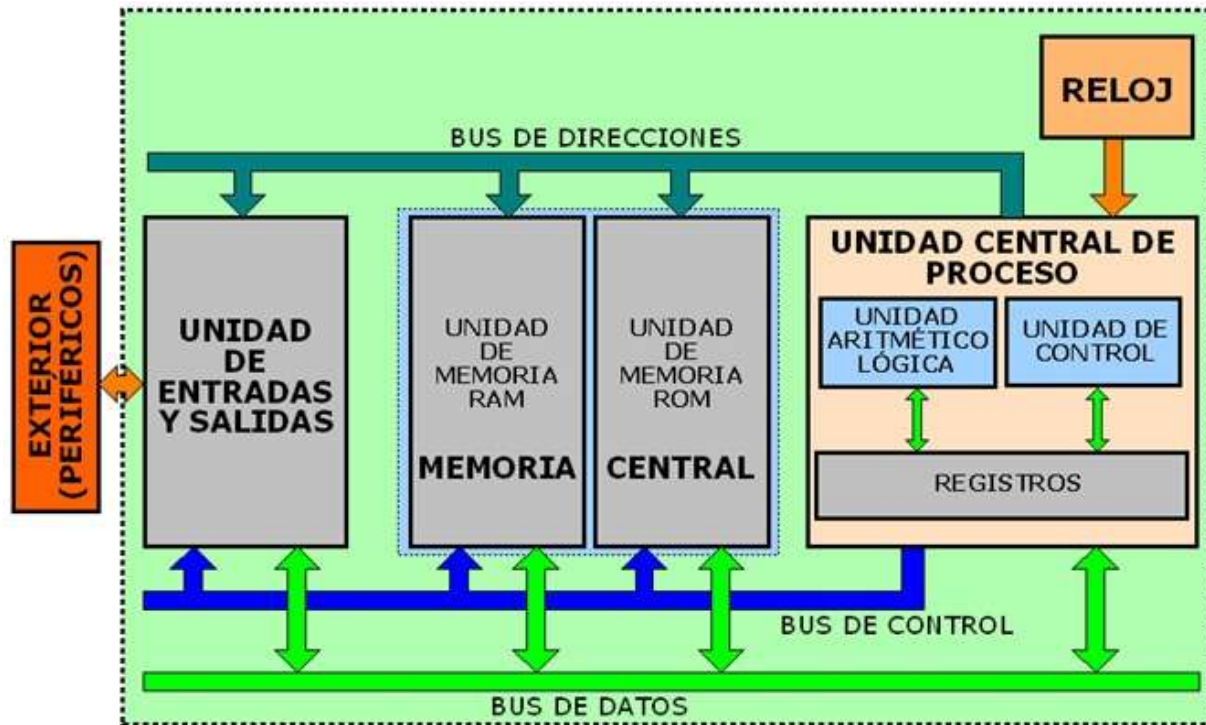 RELOJ
BUS DE DIRECCIONES
EXTERIOR
(PERIFÉRICOS)
UNIDAD
DE
ENTRADAS
Y SALIDAS
UNIDAD
DE
MEMORIA
RAM
MEMORIA
UNIDAD
DE
MEMORIA
ROM
CENTRAL
UNIDAD CENTRAL DE
PROCESO
UNIDAD
ARITMÉTICO
LÓGICA
UNIDAD DE
CONTROL
REGISTROS
BUS DE CONTROL
BUS DE DATOS